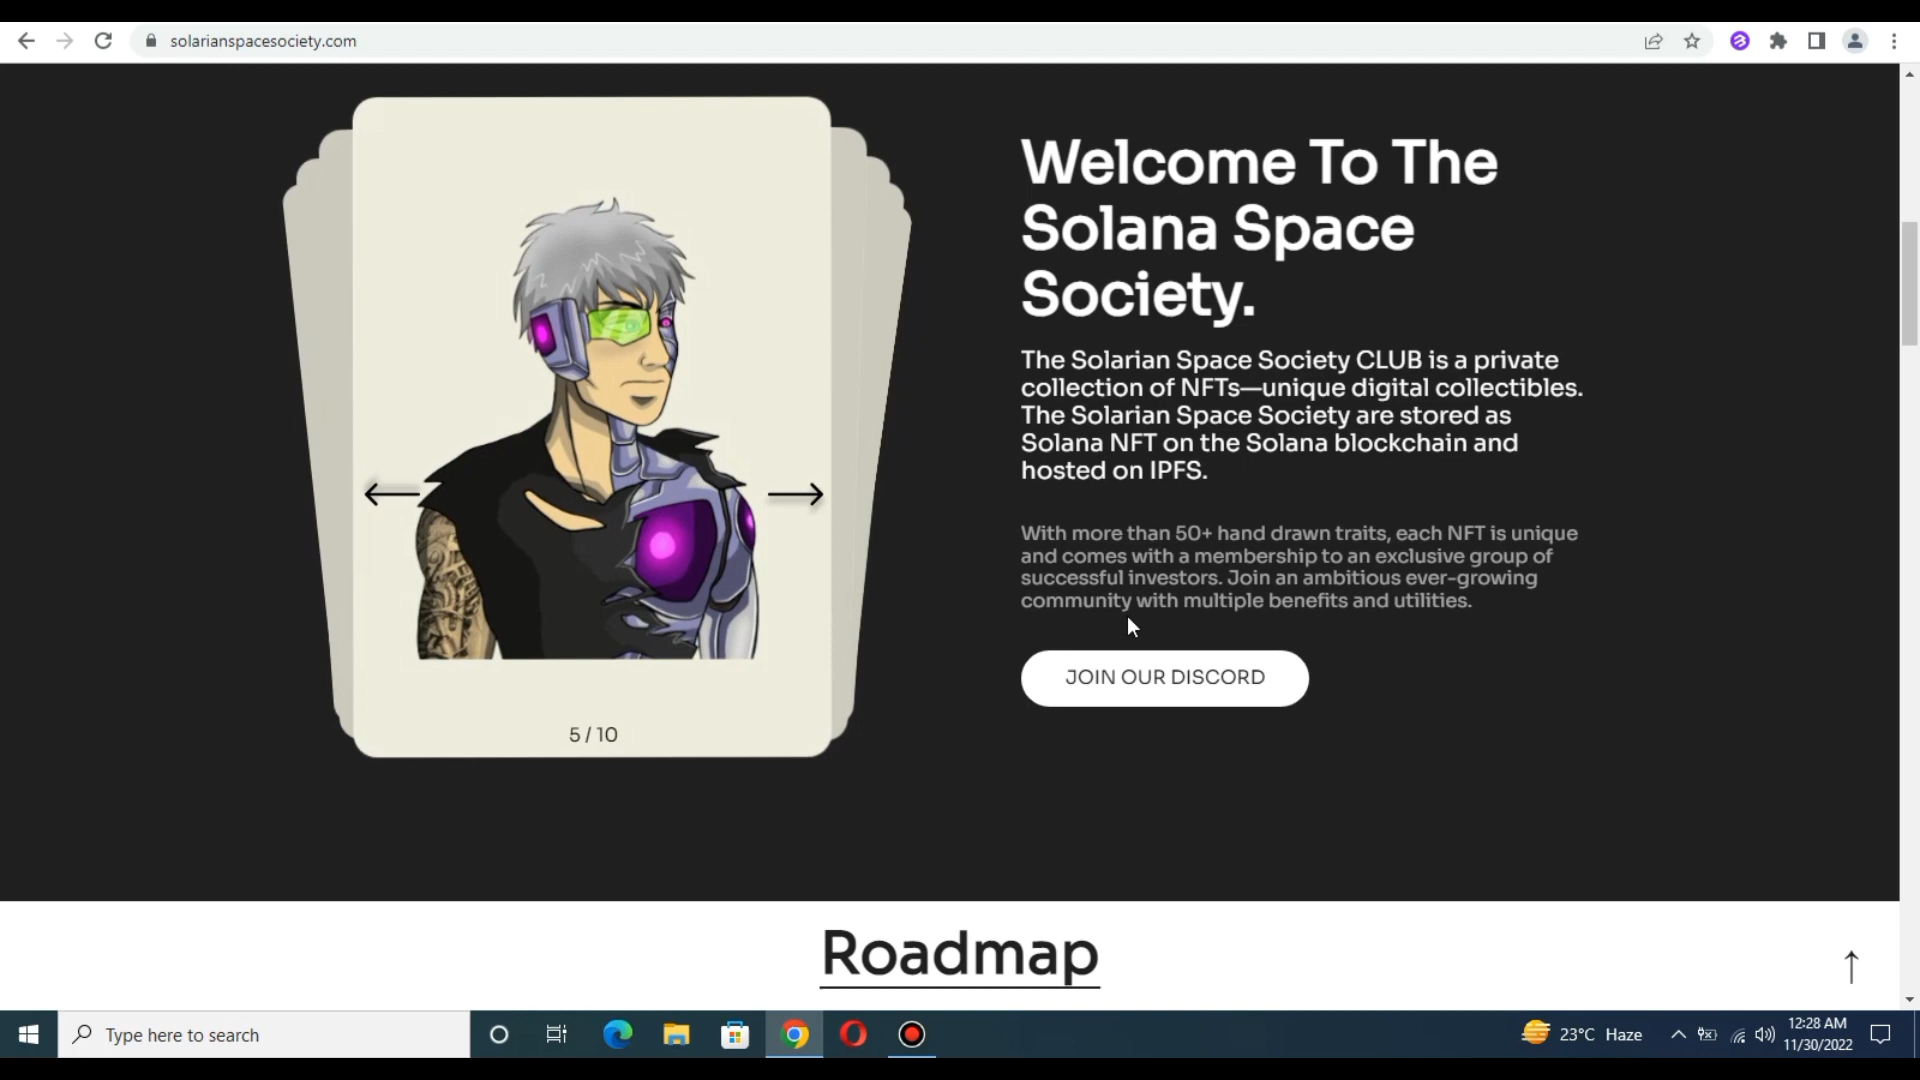 solarianspacesociety.com
Welcome To The
Solana Space
Society.
The Solarian Space Society CLUB is a private
collection of NFTs—unique digital collectibles.
The Solarian Space Society are stored as
Solana NFT on the Solana blockchain and
hosted on IPFS.
With more than 50+ hand drawn traits, each NFT is unique
and comes with a membership to an exclusive group of
successful investors. Join an ambitious ever-growing
community with multiple benefits and utilities.
JOIN OUR DISCORD
5 / 10
Roadmap
Type here to search
23°C Haze
12:28 AM
11/30/2022